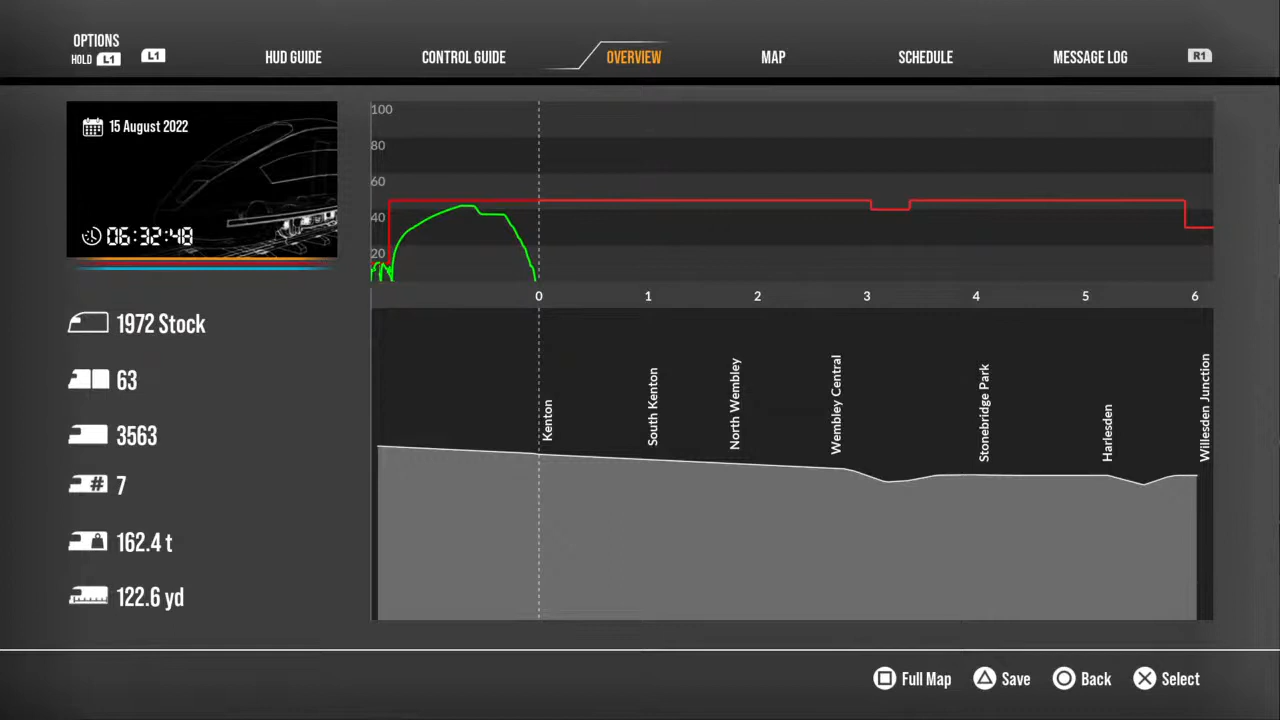 OPTIONS
HOLD L1
L1
HUD GUIDE
CONTROL GUIDE
OVERVIEW
MAP
SCHEDULE
MESSAGE LOG
R1
15 August 2022
06:32:48
1972 Stock
63
3563
# 7
162.4 t
122.6 yd
100
80
60
40
20
0 1 2 3 4 5 6
Kenton
South Kenton
North Wembley
Wembley Central
Stonebridge Park
Harlesden
Willesden Junction
Full Map
Save
Back
Select